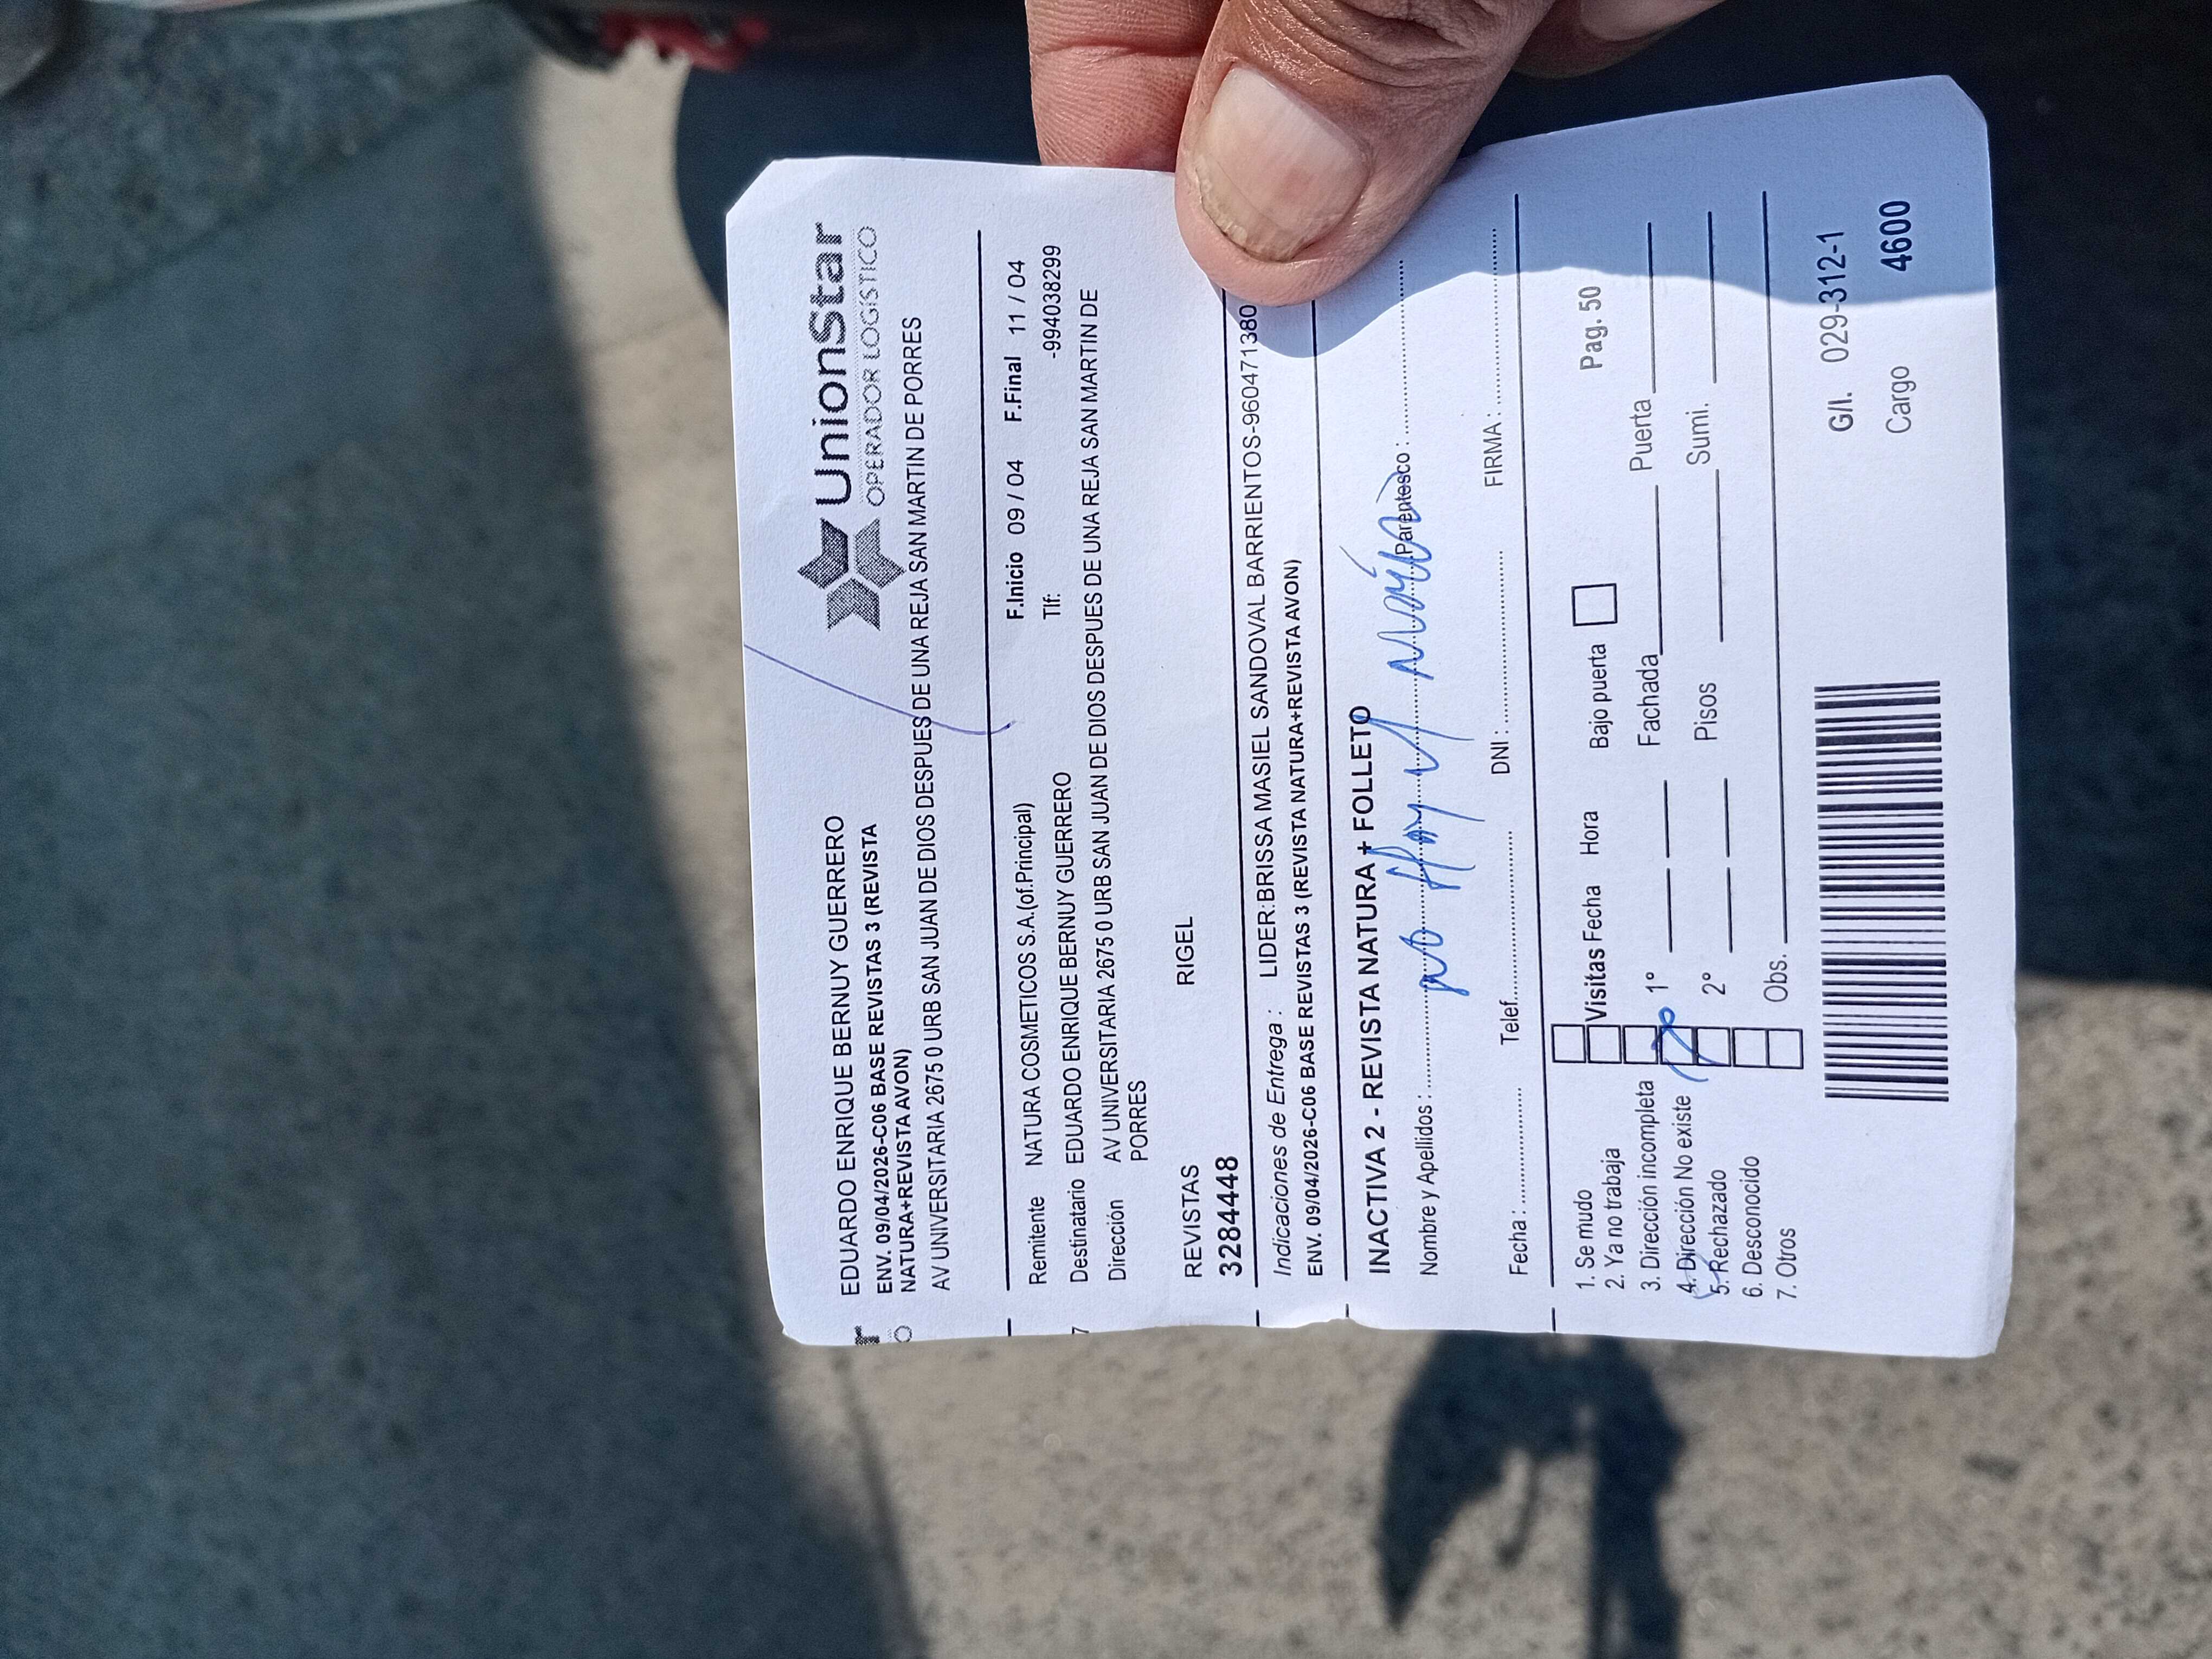 UnionStar
OPERADOR LOGÍSTICO
EDUARDO ENRIQUE BERNUY GUERRERO
ENV. 09/04/2026-C06 BASE REVISTAS 3 (REVISTA
NATURA+REVISTA AVON)
AV UNIVERSITARIA 2675 0 URB SAN JUAN DE DIOS DESPUES DE UNA REJA SAN MARTIN DE PORRES
r
O
Remitente NATURA COSMETICOS S.A.(of.Principal) F.Inicio 09 / 04 F.Final 11 / 04
Destinatario EDUARDO ENRIQUE BERNUY GUERRERO Tlf: -994038299
7
Dirección AV UNIVERSITARIA 2675 0 URB SAN JUAN DE DIOS DESPUES DE UNA REJA SAN MARTIN DE
PORRES
REVISTAS RIGEL
3284448
Indicaciones de Entrega : LIDER:BRISSA MASIEL SANDOVAL BARRIENTOS-960471380
ENV. 09/04/2026-C06 BASE REVISTAS 3 (REVISTA NATURA+REVISTA AVON)
INACTIVA 2 - REVISTA NATURA + FOLLETO
Nombre y Apellidos : no Hay Parentesco :
Fecha : Telef. DNI : FIRMA :
1. Se mudo Visitas Fecha Hora Bajo puerta Pag. 50
2. Ya no trabaja
3. Dirección incompleta 1° Fachada Puerta
4. Dirección No existe
5. Rechazado 2° Pisos Sumi.
6. Desconocido
7. Otros Obs.
G/I. 029-312-1
Cargo 4600